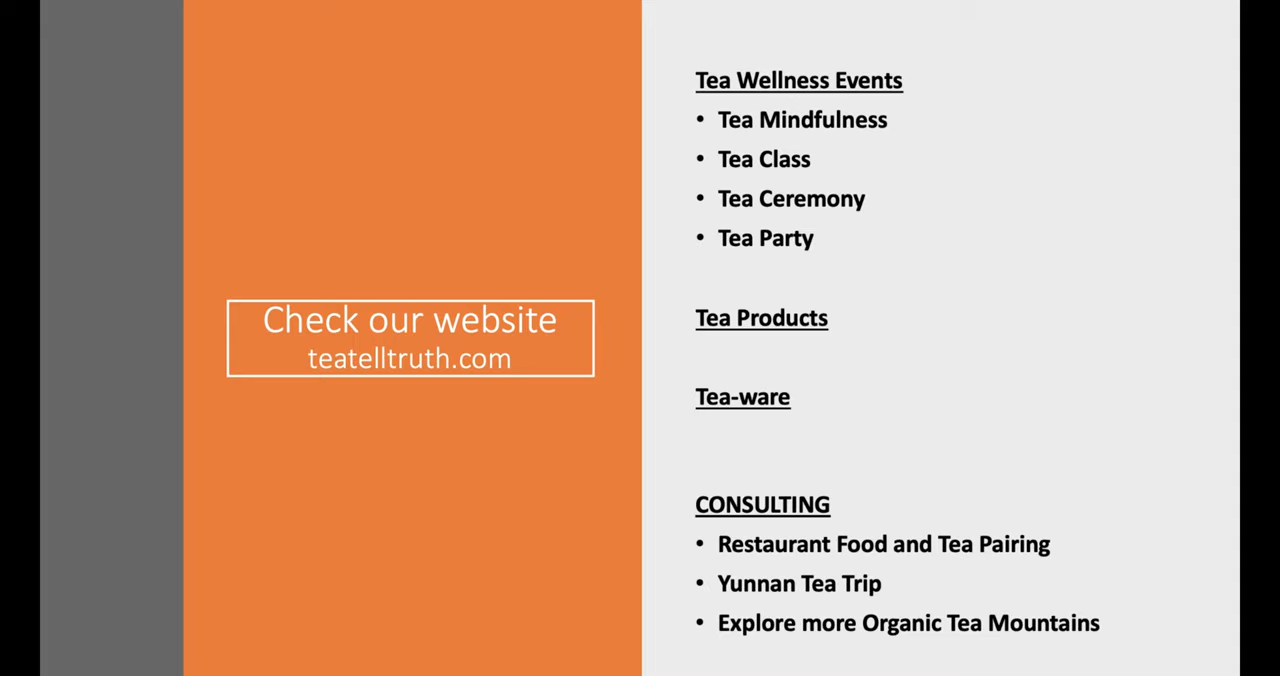 Check our website
teatelltruth.com
Tea Wellness Events
• Tea Mindfulness
• Tea Class
• Tea Ceremony
• Tea Party
Tea Products
Tea-ware
CONSULTING
• Restaurant Food and Tea Pairing
• Yunnan Tea Trip
• Explore more Organic Tea Mountains